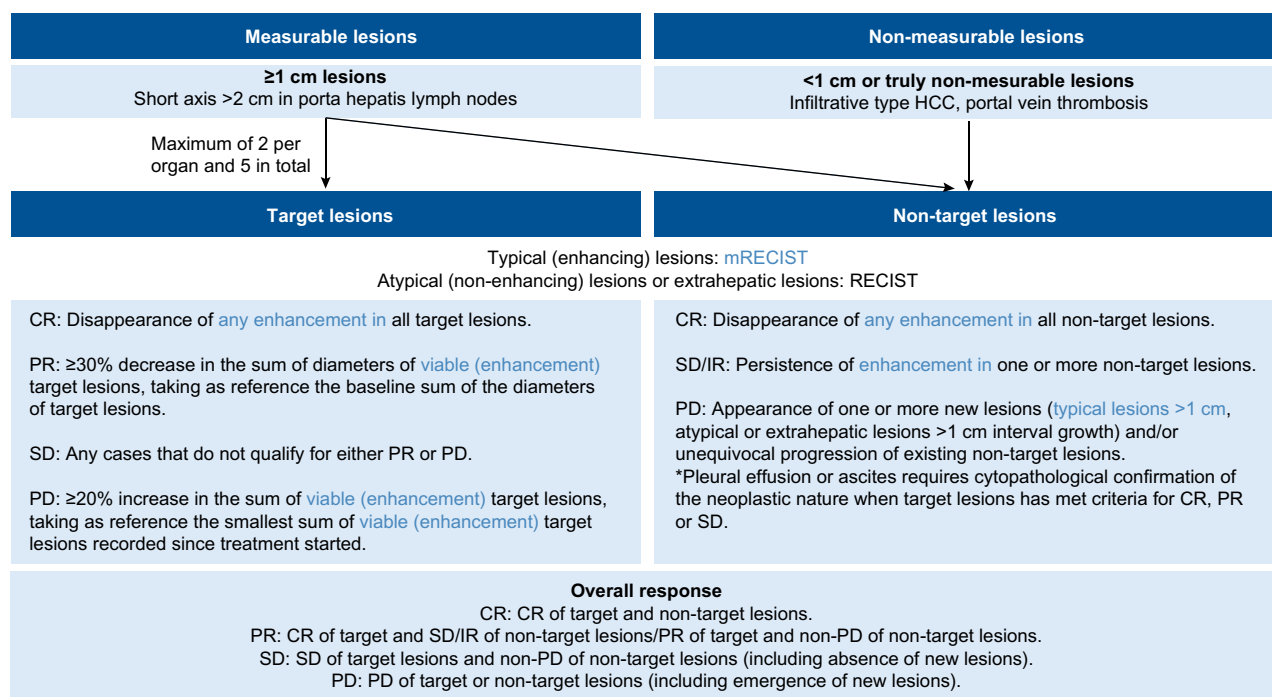 Measurable lesions
Non-measurable lesions
≥1 cm lesions
Short axis >2 cm in porta hepatis lymph nodes
<1 cm or truly non-mesurable lesions
Infiltrative type HCC, portal vein thrombosis
Maximum of 2 per
organ and 5 in total
Target lesions
Non-target lesions
Typical (enhancing) lesions: mRECIST
Atypical (non-enhancing) lesions or extrahepatic lesions: RECIST
CR: Disappearance of any enhancement in all target lesions.
PR: ≥30% decrease in the sum of diameters of viable (enhancement)
target lesions, taking as reference the baseline sum of the diameters
of target lesions.
SD: Any cases that do not qualify for either PR or PD.
PD: ≥20% increase in the sum of viable (enhancement) target lesions,
taking as reference the smallest sum of viable (enhancement) target
lesions recorded since treatment started.
CR: Disappearance of any enhancement in all non-target lesions.
SD/IR: Persistence of enhancement in one or more non-target lesions.
PD: Appearance of one or more new lesions (typical lesions >1 cm,
atypical or extrahepatic lesions >1 cm interval growth) and/or
unequivocal progression of existing non-target lesions.
*Pleural effusion or ascites requires cytopathological confirmation of
the neoplastic nature when target lesions has met criteria for CR, PR
or SD.
Overall response
CR: CR of target and non-target lesions.
PR: CR of target and SD/IR of non-target lesions/PR of target and non-PD of non-target lesions.
SD: SD of target lesions and non-PD of non-target lesions (including absence of new lesions).
PD: PD of target or non-target lesions (including emergence of new lesions).